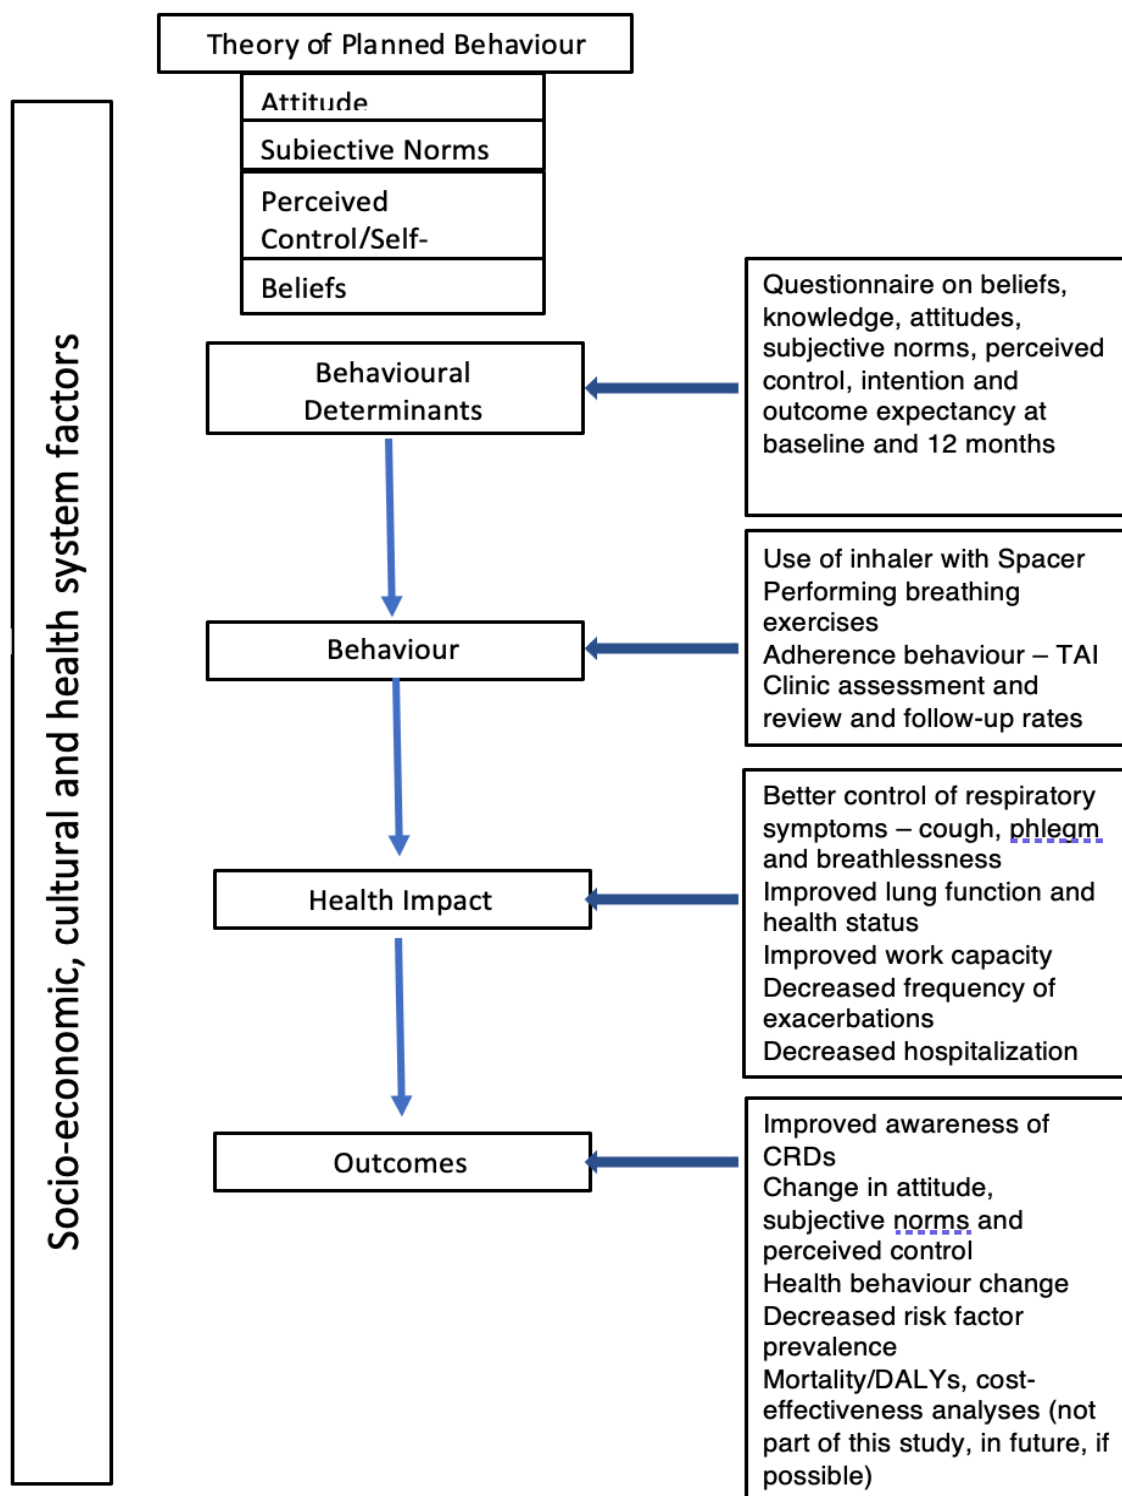 Theory of Planned Behaviour
Attitude
Subjective Norms
Perceived
Control/Self-
Beliefs
Socio-economic, cultural and health system factors
Behavioural
Determinants
Questionnaire on beliefs,
knowledge, attitudes,
subjective norms, perceived
control, intention and
outcome expectancy at
baseline and 12 months
Behaviour
Use of inhaler with Spacer
Performing breathing
exercises
Adherence behaviour – TAI
Clinic assessment and
review and follow-up rates
Health Impact
Better control of respiratory
symptoms – cough, phlegm
and breathlessness
Improved lung function and
health status
Improved work capacity
Decreased frequency of
exacerbations
Decreased hospitalization
Outcomes
Improved awareness of
CRDs
Change in attitude,
subjective norms and
perceived control
Health behaviour change
Decreased risk factor
prevalence
Mortality/DALYs, cost-
effectiveness analyses (not
part of this study, in future, if
possible)